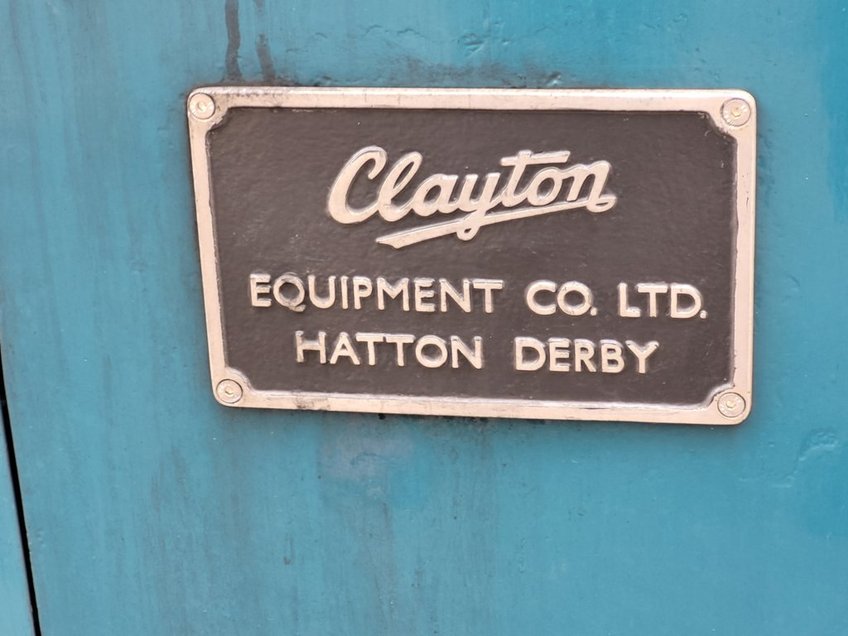 Clayton
EQUIPMENT CO. LTD.
HATTON DERBY